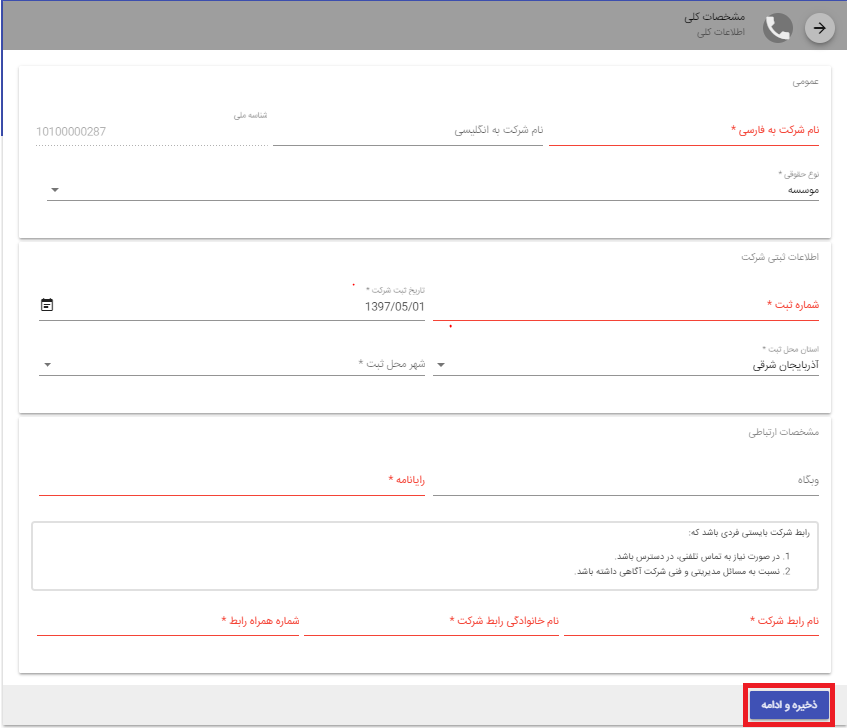 مشخصات کلی
اطلاعات کلی
عمومی
نام شرکت به فارسی *
نام شرکت به انگلیسی
شناسه ملی
10100000287
نوع حقوقی *
موسسه
اطلاعات ثبتی شرکت
شماره ثبت *
تاریخ ثبت شرکت *
1397/05/01
استان محل ثبت *
آذربایجان شرقی
شهر محل ثبت *
مشخصات ارتباطی
وبگاه
رایانامه *
رابط شرکت بایستی فردی باشد که:
1. در صورت نیاز به تماس تلفنی، در دسترس باشد.
2. نسبت به مسائل مدیریتی و فنی شرکت آگاهی داشته باشد.
نام رابط شرکت *
نام خانوادگی رابط شرکت *
شماره همراه رابط *
ذخیره و ادامه